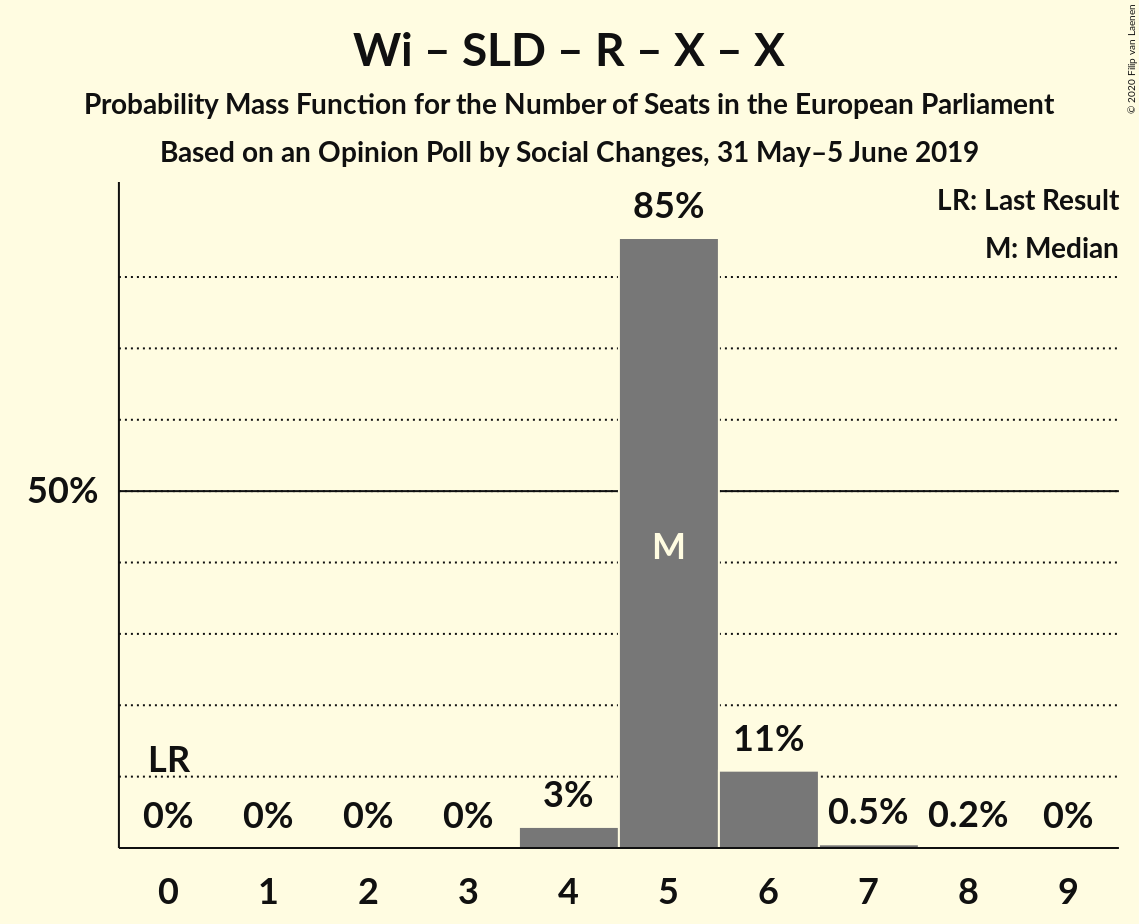 Wi – SLD – R – X – X
Probability Mass Function for the Number of Seats in the European Parliament
Based on an Opinion Poll by Social Changes, 31 May–5 June 2019
© 2020 Filip van Laenen
LR: Last Result
M: Median
85%
50%
M
LR
0%
0%
0%
0%
3%
11%
0.5%
0.2%
0%
0
1
2
3
4
5
6
7
8
9